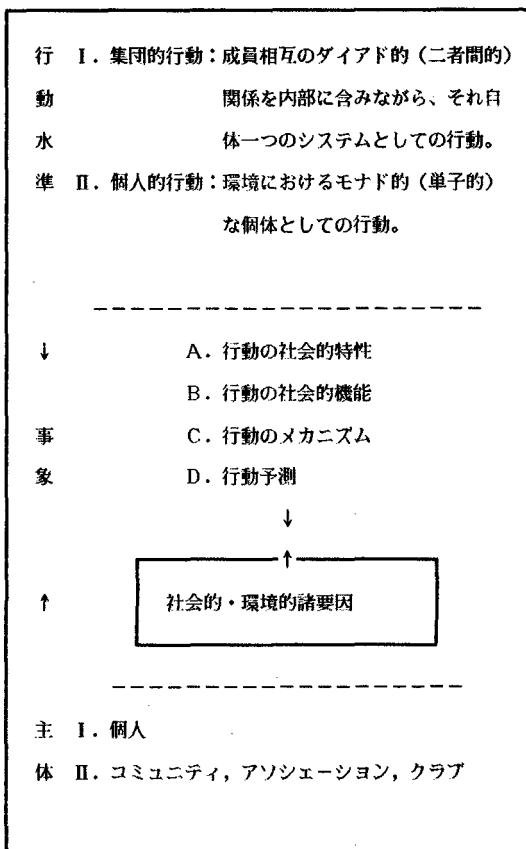 行 Ⅰ．集団的行動：成員相互のダイアド的（二者間的）
動 関係を内部に含みながら、それ自
水 体一つのシステムとしての行動。
準 Ⅱ．個人的行動：環境におけるモナド的（単子的）
な個体としての行動。
↓ A．行動の社会的特性
B．行動の社会的機能
事 C．行動のメカニズム
象 D．行動予測
↓
↑
↑ 社会的・環境的諸要因
主 Ⅰ．個人
体 Ⅱ．コミュニティ，アソシェーション，クラブ